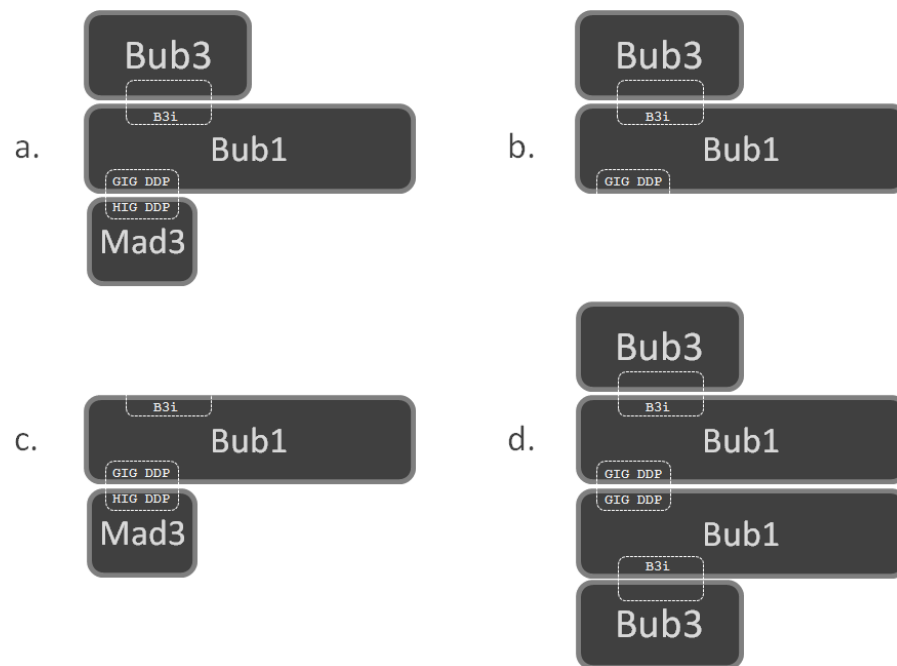 a.
Bub3
B3i
Bub1
GIG DDP
HIG DDP
Mad3
b.
Bub3
B3i
Bub1
GIG DDP
c.
B3i
Bub1
GIG DDP
HIG DDP
Mad3
d.
Bub3
B3i
Bub1
GIG DDP
GIG DDP
Bub1
B3i
Bub3